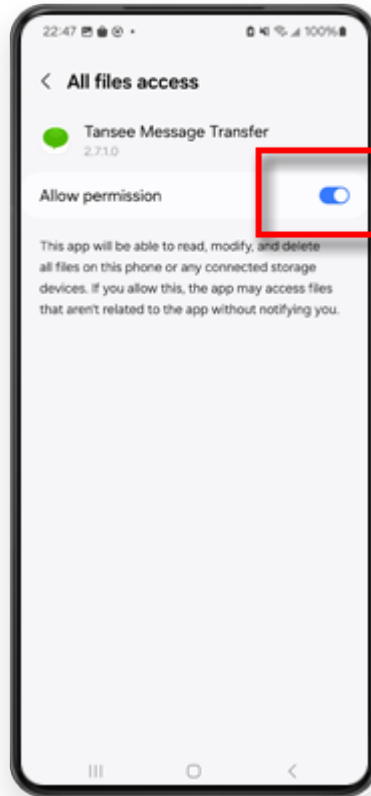 22:47 100%
All files access
Tansee Message Transfer
2.7.1.0
Allow permission
This app will be able to read, modify, and delete
all files on this phone or any connected storage
devices. If you allow this, the app may access files
that aren't related to the app without notifying you.